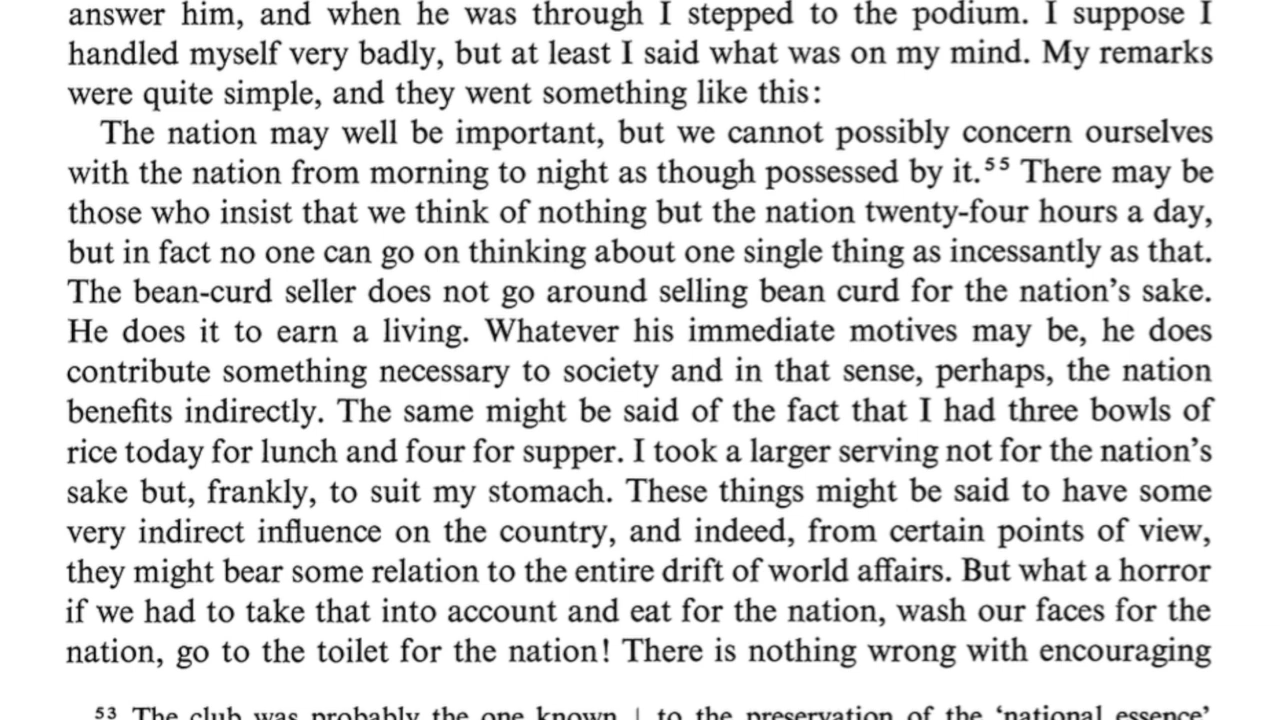 answer him, and when he was through I stepped to the podium. I suppose I
handled myself very badly, but at least I said what was on my mind. My remarks
were quite simple, and they went something like this:
The nation may well be important, but we cannot possibly concern ourselves
with the nation from morning to night as though possessed by it.⁵⁵ There may be
those who insist that we think of nothing but the nation twenty-four hours a day,
but in fact no one can go on thinking about one single thing as incessantly as that.
The bean-curd seller does not go around selling bean curd for the nation’s sake.
He does it to earn a living. Whatever his immediate motives may be, he does
contribute something necessary to society and in that sense, perhaps, the nation
benefits indirectly. The same might be said of the fact that I had three bowls of
rice today for lunch and four for supper. I took a larger serving not for the nation’s
sake but, frankly, to suit my stomach. These things might be said to have some
very indirect influence on the country, and indeed, from certain points of view,
they might bear some relation to the entire drift of world affairs. But what a horror
if we had to take that into account and eat for the nation, wash our faces for the
nation, go to the toilet for the nation! There is nothing wrong with encouraging
53 The club was probably the one known | to the preservation of the ‘national essence’